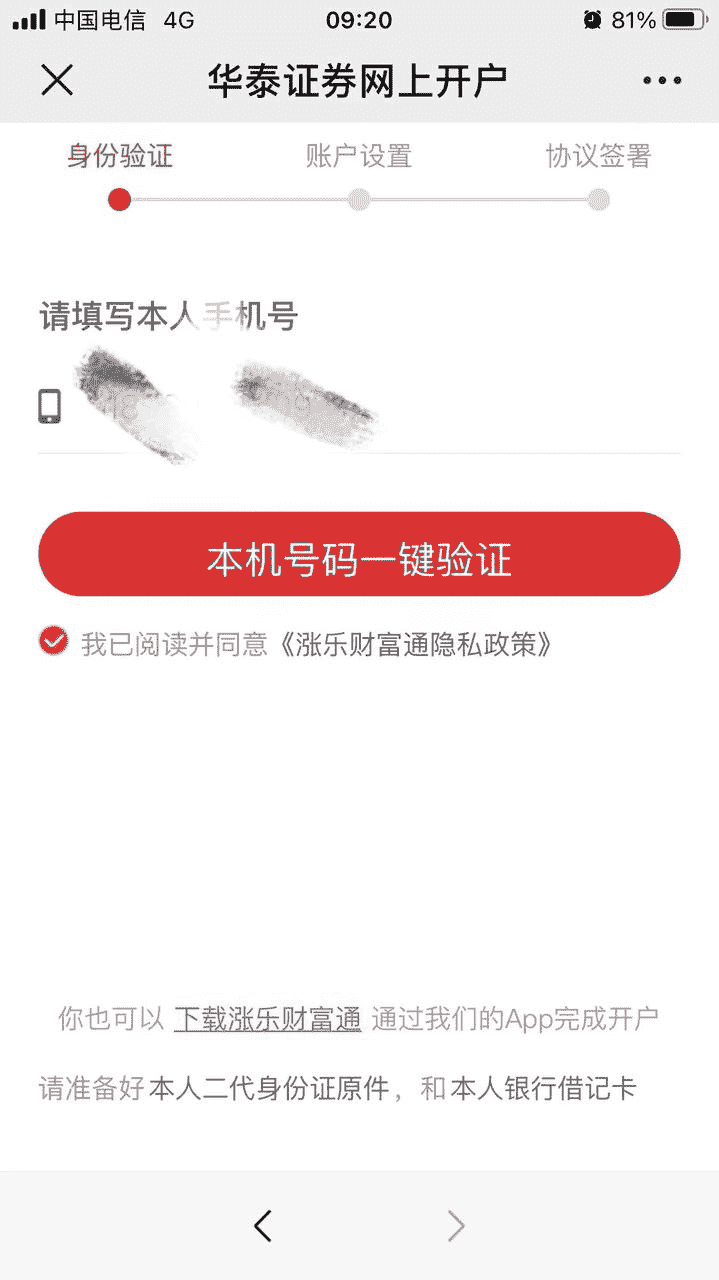 中国电信 4G 09:20 81%
华泰证券网上开户
身份验证 账户设置 协议签署
请填写本人手机号
本机号码一键验证
我已阅读并同意《涨乐财富通隐私政策》
你也可以 下载涨乐财富通 通过我们的App完成开户
请准备好本人二代身份证原件，和本人银行借记卡